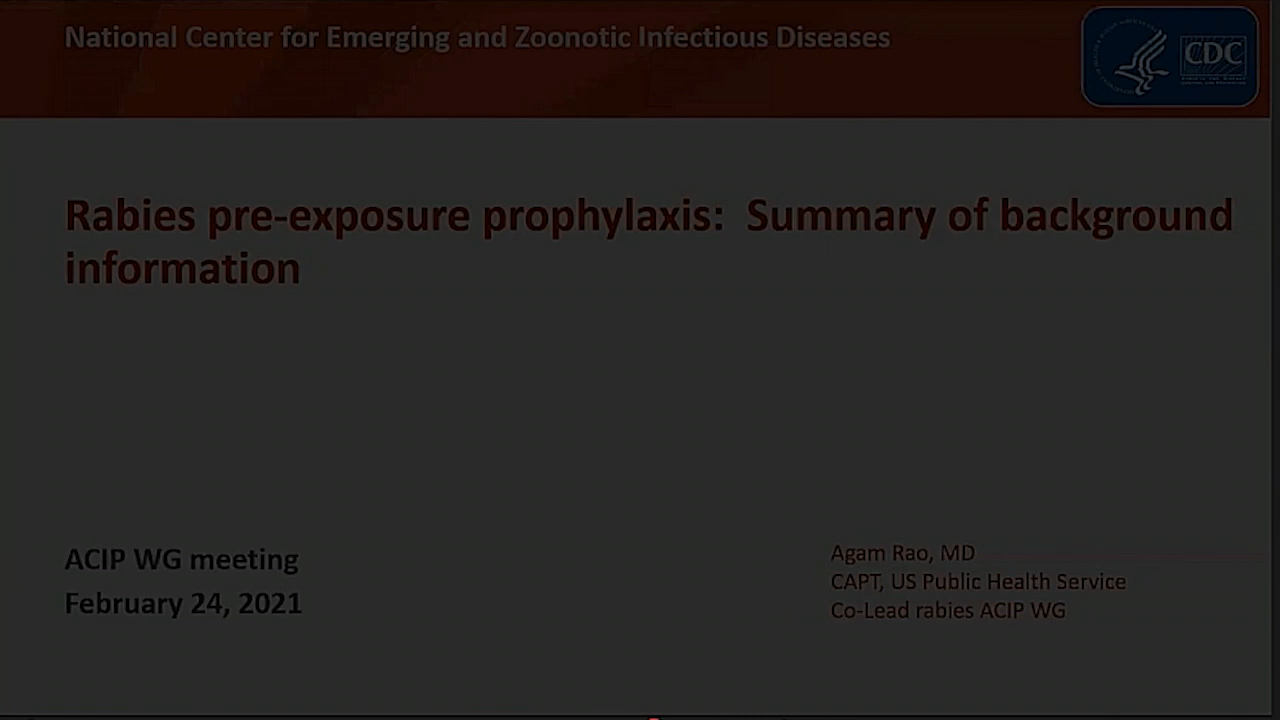 National Center for Emerging and Zoonotic Infectious Diseases
CDC
Rabies pre-exposure prophylaxis: Summary of background
information
ACIP WG meeting
February 24, 2021
Agam Rao, MD
CAPT, US Public Health Service
Co-Lead rabies ACIP WG